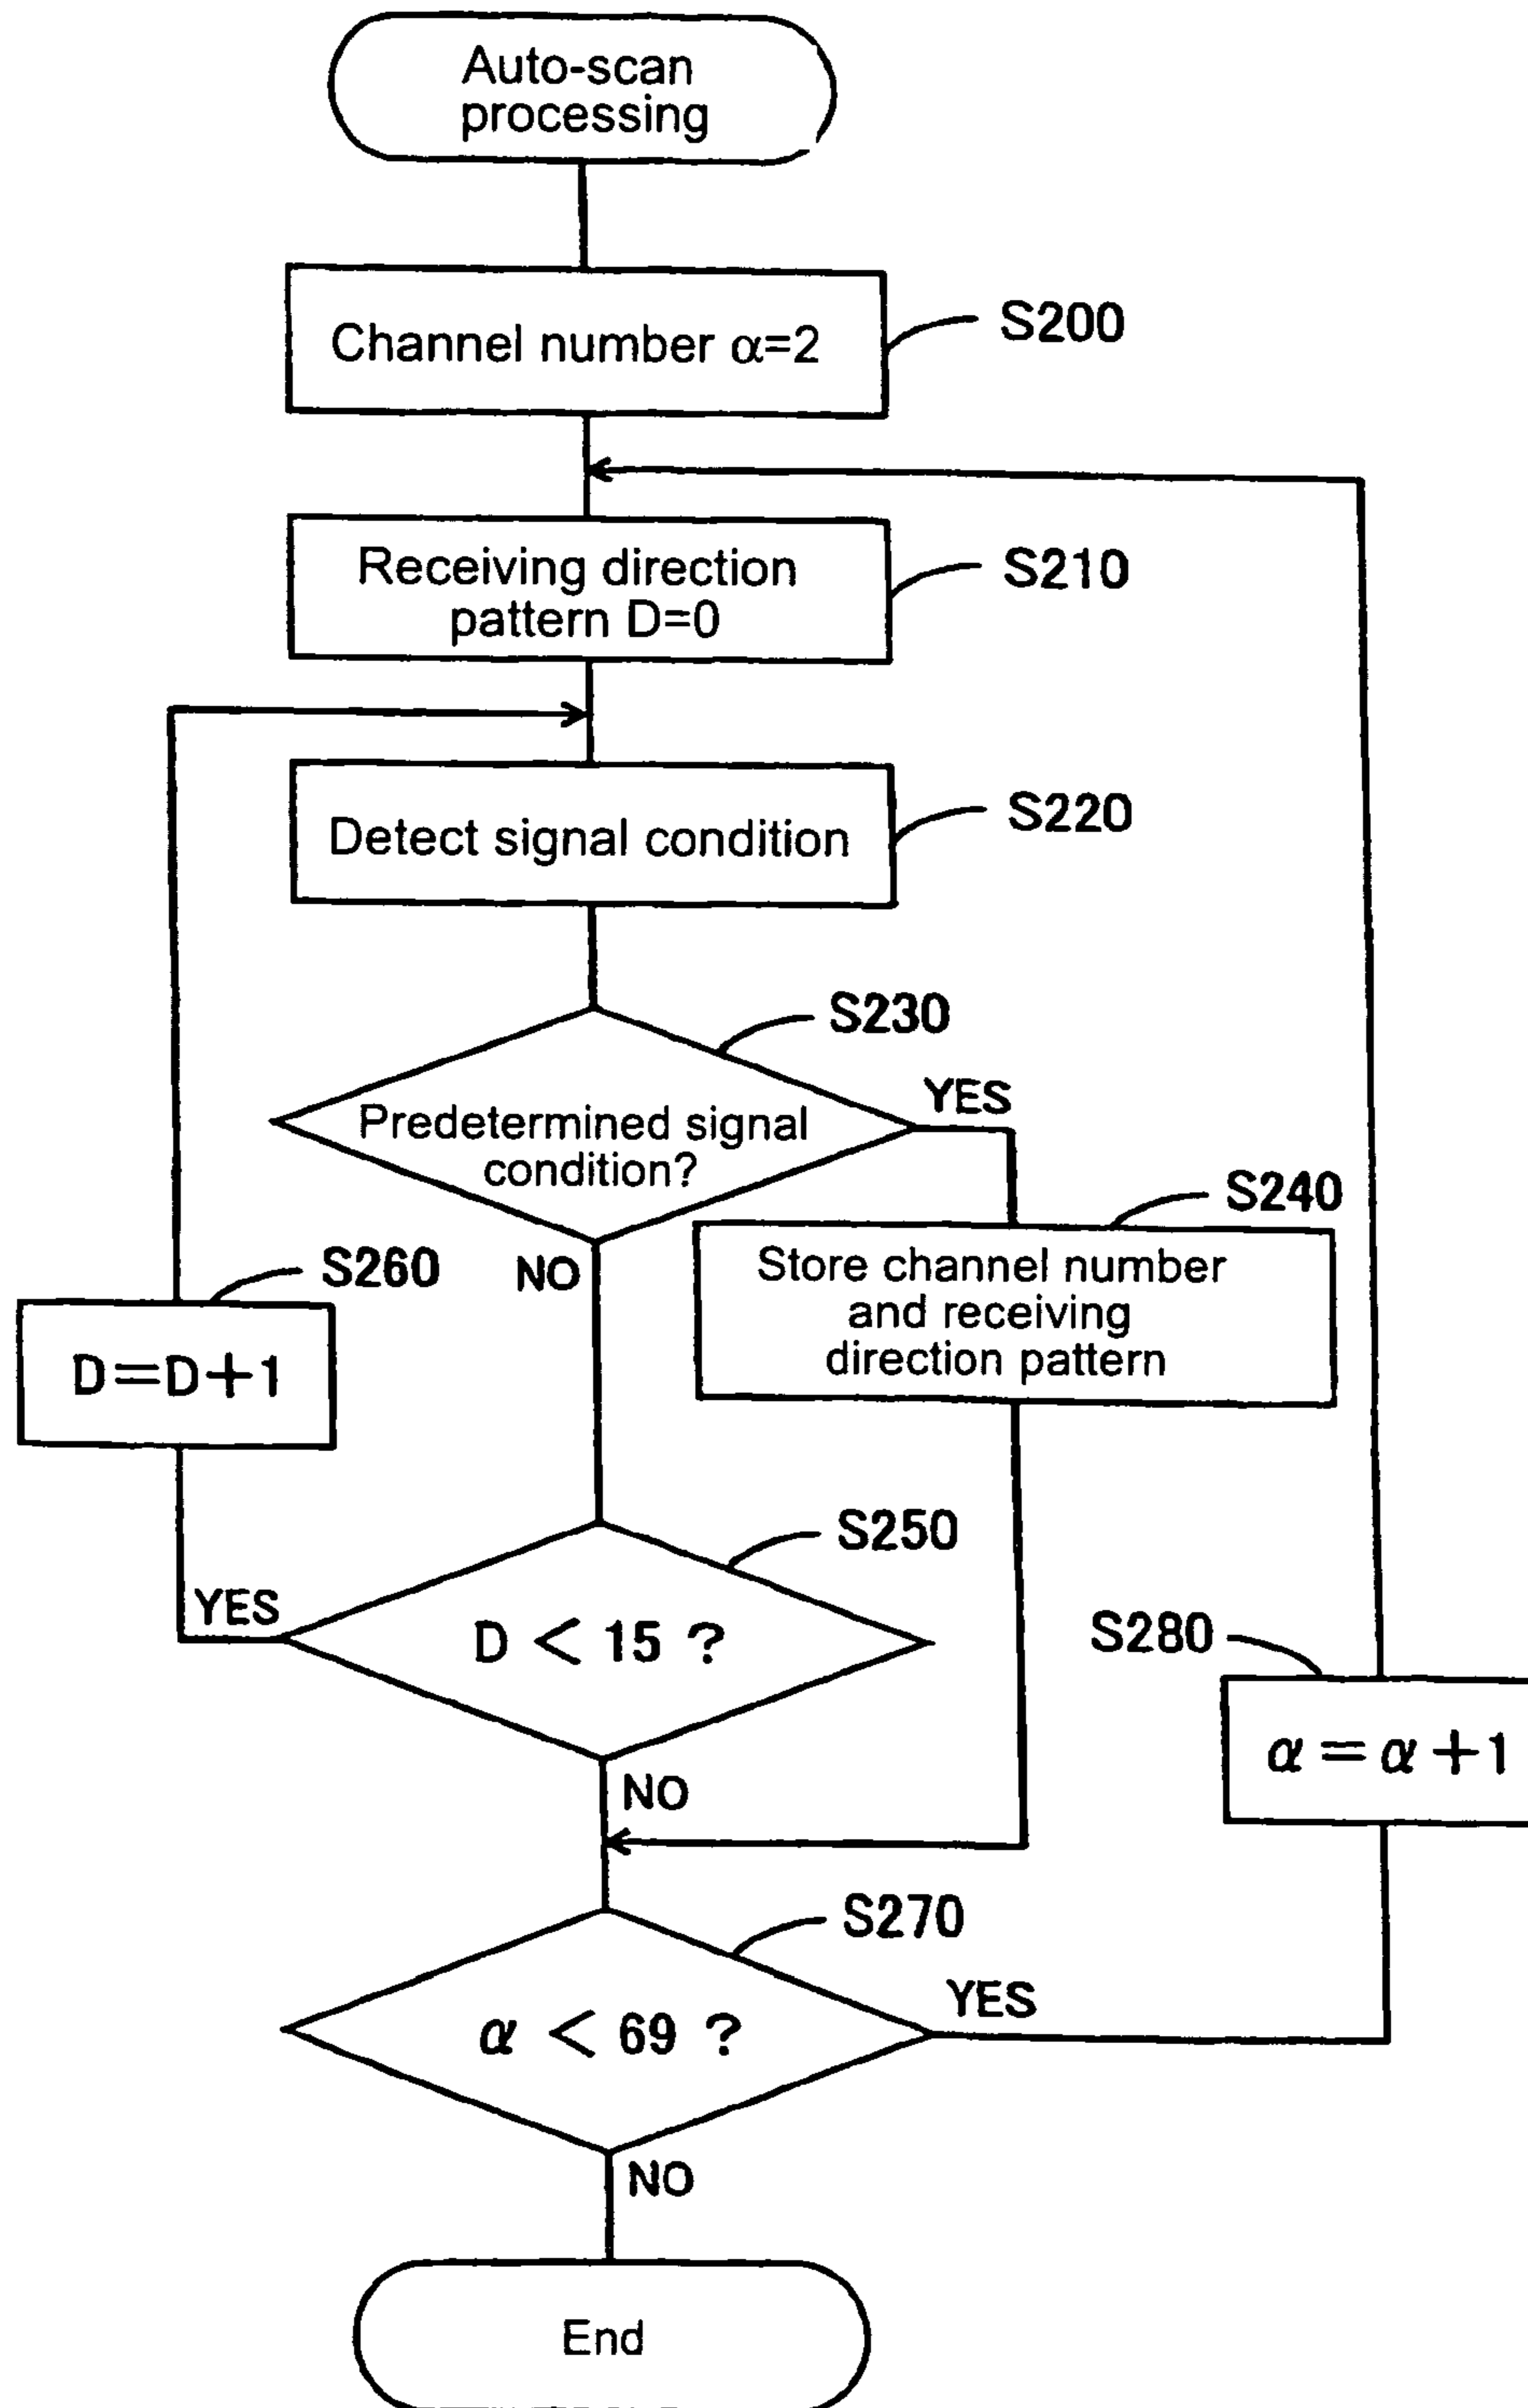 Auto-scan
processing
Channel number α=2
S200
Receiving direction
pattern D=0
S210
Detect signal condition
S220
S230
Predetermined signal
condition?
YES
NO
S240
Store channel number
and receiving
direction pattern
S260
D=D+1
S250
D < 15 ?
YES
NO
S280
α = α +1
S270
α < 69 ?
YES
NO
End